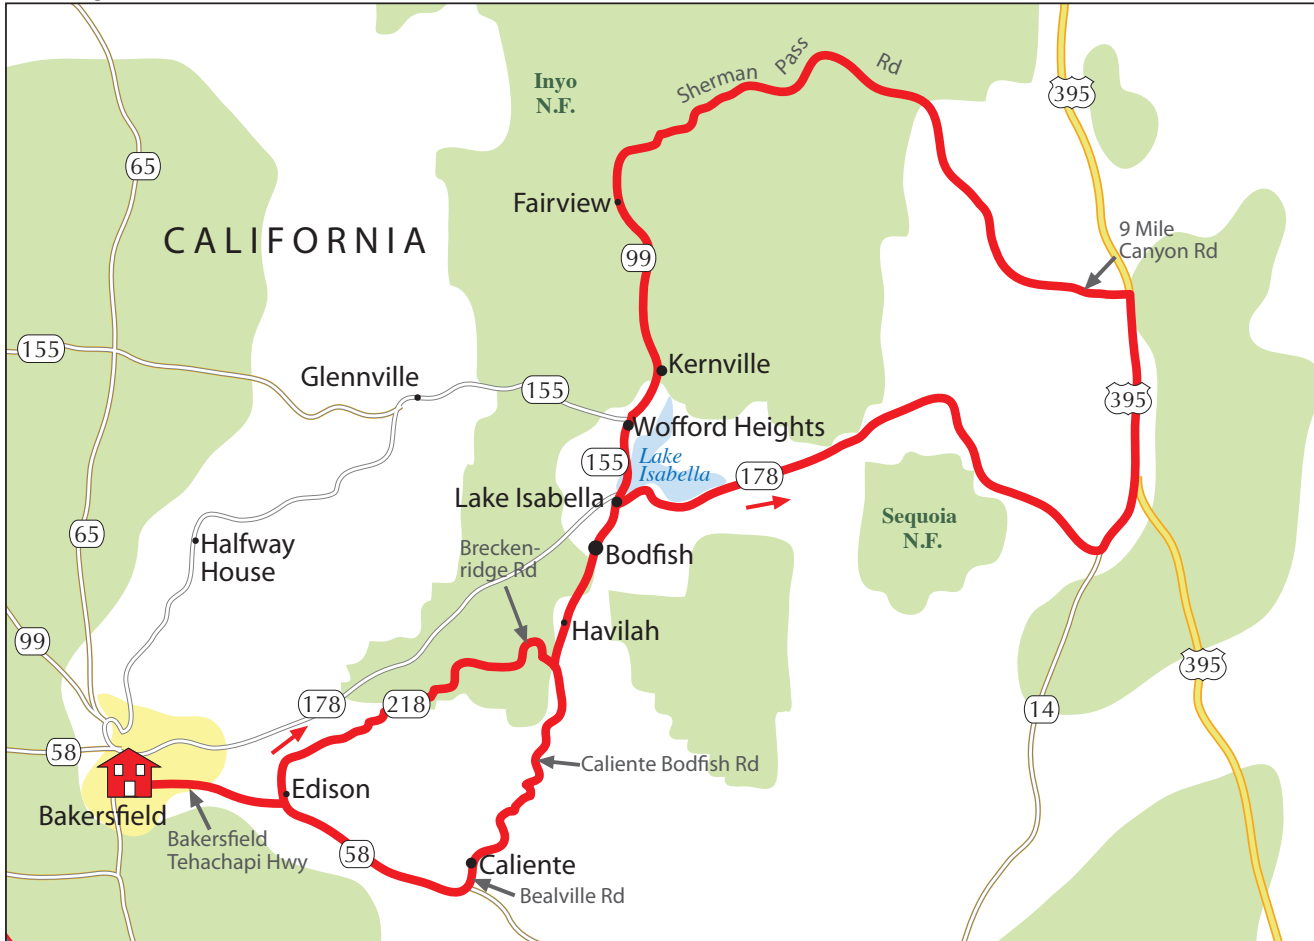 Inyo
N.F.
Sherman Pass Rd
395
65
Fairview
CALIFORNIA
9 Mile
Canyon Rd
99
155
Kernville
Glennville
155
395
Wofford Heights
155
Lake
Isabella
178
Lake Isabella
Sequoia
N.F.
65
Halfway
House
Brecken-
ridge Rd
Bodfish
99
Havilah
395
178
218
14
58
Caliente Bodfish Rd
Edison
Bakersfield
Bakersfield
Tehachapi Hwy
58
Caliente
Bealville Rd